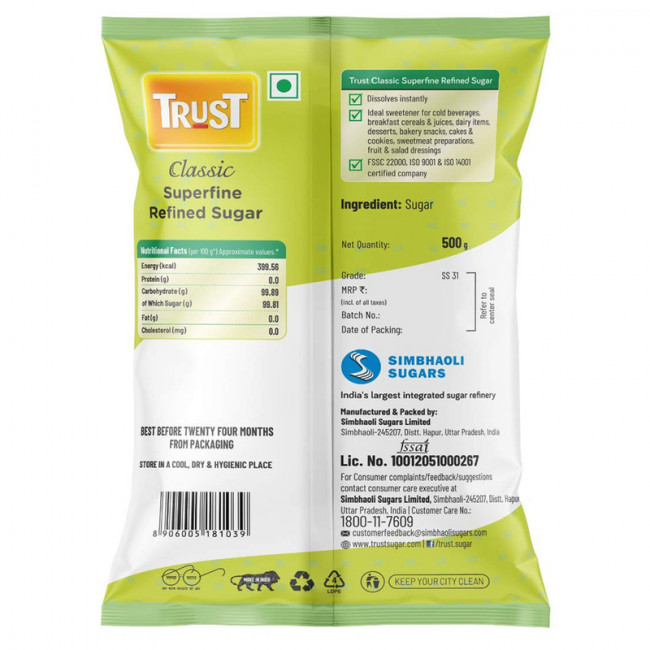 TRUST
Classic
Superfine
Refined Sugar
Nutritional Facts (per 100 g*) Approximate values.*
Energy (kcal) 399.56
Protein (g) 0.0
Carbohydrate (g) 99.89
of Which Sugar (g) 99.81
Fat (g) 0.0
Cholesterol (mg) 0.0
BEST BEFORE TWENTY FOUR MONTHS
FROM PACKAGING
STORE IN A COOL, DRY & HYGIENIC PLACE
8 906005 181039
Trust Classic Superfine Refined Sugar
Dissolves instantly
Ideal sweetener for cold beverages,
breakfast cereals & juices, dairy items,
desserts, bakery snacks, cakes &
cookies, sweetmeat preparations,
fruit & salad dressings
FSSC 22000, ISO 9001 & ISO 14001
certified company
Ingredient: Sugar
Net Quantity: 500 g
Grade: SS 31
MRP ₹:
(incl. of all taxes)
Batch No.:
Date of Packing:
Refer to
center seal
SIMBHAOLI
SUGARS
India's largest integrated sugar refinery
Manufactured & Packed by:
Simbhaoli Sugars Limited
Simbhaoli-245207, Distt. Hapur, Uttar Pradesh, India
fssai
Lic. No. 10012051000267
For Consumer complaints/feedback/suggestions
contact consumer care executive at
Simbhaoli Sugars Limited, Simbhaoli-245207, Distt. Hapur
Uttar Pradesh, India | Customer Care No.:
1800-11-7609
customerfeedback@simbhaolisugars.com
www.trustsugar.com | f/trust.sugar
MAKE IN INDIA
4
LDPE
KEEP YOUR CITY CLEAN